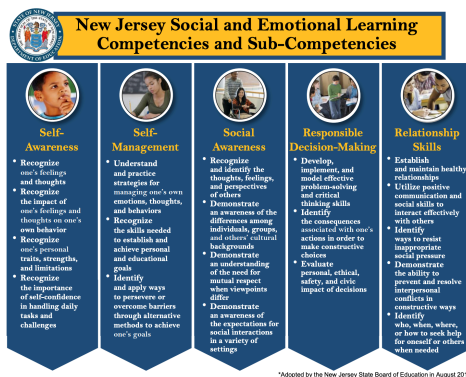 STATE OF NEW JERSEY
DEPARTMENT OF EDUCATION
New Jersey Social and Emotional Learning
Competencies and Sub-Competencies
Self-
Awareness
• Recognize
one's feelings
and thoughts
• Recognize
the impact of
one's feelings and
thoughts on one's
own behavior
• Recognize
one's personal
traits, strengths,
and limitations
• Recognize
the importance
of self-confidence
in handling daily
tasks and
challenges
Self-
Management
• Understand
and practice
strategies for
managing one's own
emotions, thoughts,
and behaviors
• Recognize
the skills needed
to establish and
achieve personal
and educational
goals
• Identify
and apply ways
to persevere or
overcome barriers
through alternative
methods to achieve
one's goals
Social
Awareness
• Recognize
and identify the
thoughts, feelings,
and perspectives
of others
• Demonstrate
an awareness of the
differences among
individuals, groups,
and others' cultural
backgrounds
• Demonstrate
an understanding
of the need for
mutual respect
when viewpoints
differ
• Demonstrate
an awareness of
the expectations for
social interactions
in a variety of
settings
Responsible
Decision-Making
• Develop,
implement, and
model effective
problem-solving
and critical
thinking skills
• Identify
the consequences
associated with one's
actions in order to
make constructive
choices
• Evaluate
personal, ethical,
safety, and civic
impact of decisions
Relationship
Skills
• Establish
and maintain healthy
relationships
• Utilize positive
communication and
social skills to
interact effectively
with others
• Identify
ways to resist
inappropriate
social pressure
• Demonstrate
the ability to
prevent and resolve
interpersonal
conflicts in
constructive ways
• Identify
who, when, where,
or how to seek help
for oneself or others
when needed
*Adopted by the New Jersey State Board of Education in August 201